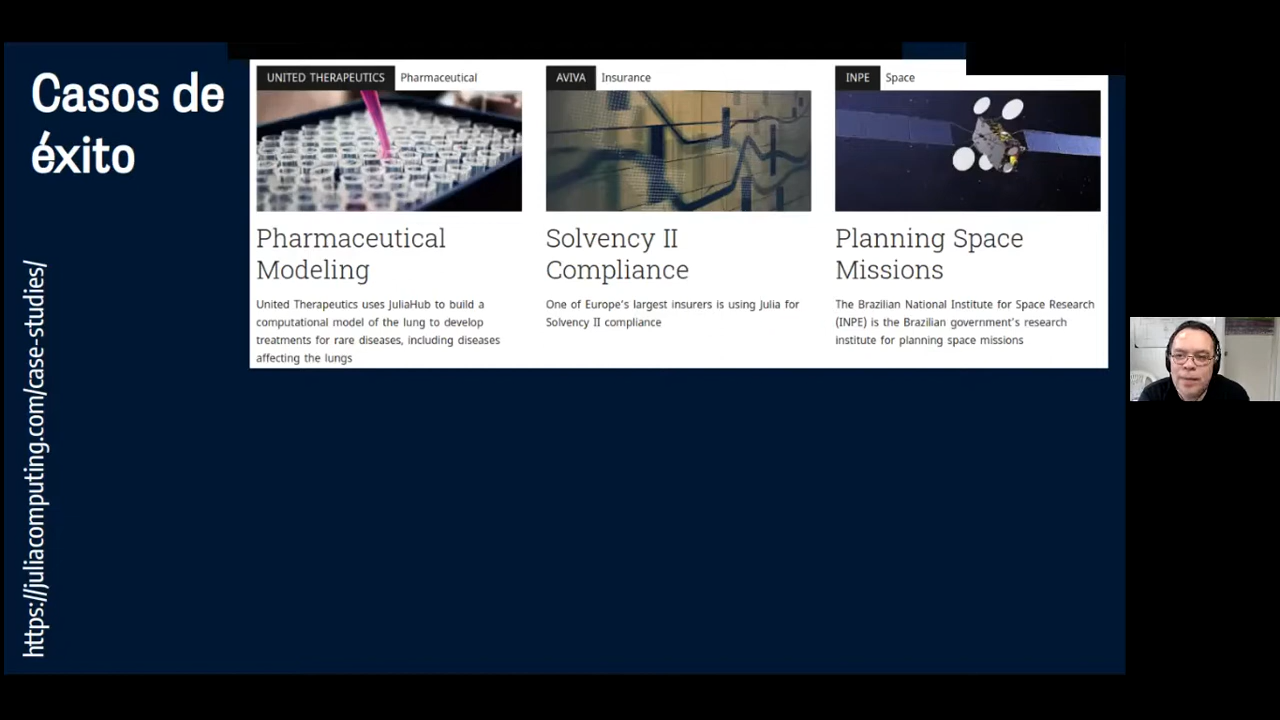 Casos de
éxito
https://juliacomputing.com/case-studies/
UNITED THERAPEUTICS Pharmaceutical
Pharmaceutical
Modeling
United Therapeutics uses JuliaHub to build a
computational model of the lung to develop
treatments for rare diseases, including diseases
affecting the lungs
AVIVA Insurance
Solvency II
Compliance
One of Europe's largest insurers is using Julia for
Solvency II compliance
INPE Space
Planning Space
Missions
The Brazilian National Institute for Space Research
(INPE) is the Brazilian government's research
institute for planning space missions